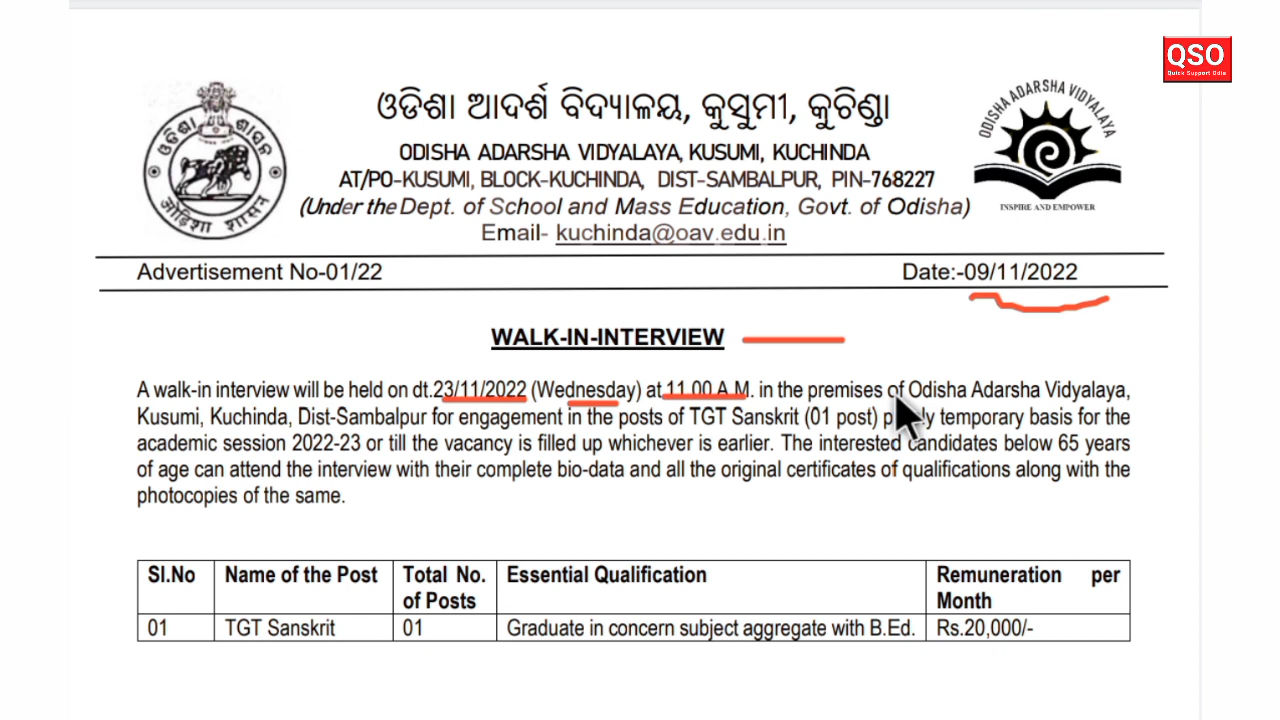 QSO
Quick Support Odia
ଓଡିଶା ଶାସନ
ओड़िशा शासन
ଓଡିଶା ଆଦର୍ଶ ବିଦ୍ୟାଳୟ, କୁସୁମୀ, କୁଚିଣ୍ଡା
ODISHA ADARSHA VIDYALAYA, KUSUMI, KUCHINDA
AT/PO-KUSUMI, BLOCK-KUCHINDA, DIST-SAMBALPUR, PIN-768227
(Under the Dept. of School and Mass Education, Govt. of Odisha)
Email- kuchinda@oav.edu.in
ODISHA ADARSHA VIDYALAYA
INSPIRE AND EMPOWER
Advertisement No-01/22 Date:-09/11/2022
WALK-IN-INTERVIEW
A walk-in interview will be held on dt.23/11/2022 (Wednesday) at 11.00 A.M. in the premises of Odisha Adarsha Vidyalaya,
Kusumi, Kuchinda, Dist-Sambalpur for engagement in the posts of TGT Sanskrit (01 post) temporary basis for the
academic session 2022-23 or till the vacancy is filled up whichever is earlier. The interested candidates below 65 years
of age can attend the interview with their complete bio-data and all the original certificates of qualifications along with the
photocopies of the same.
Sl.No Name of the Post Total No. of Posts Essential Qualification Remuneration per Month
01 TGT Sanskrit 01 Graduate in concern subject aggregate with B.Ed. Rs.20,000/-